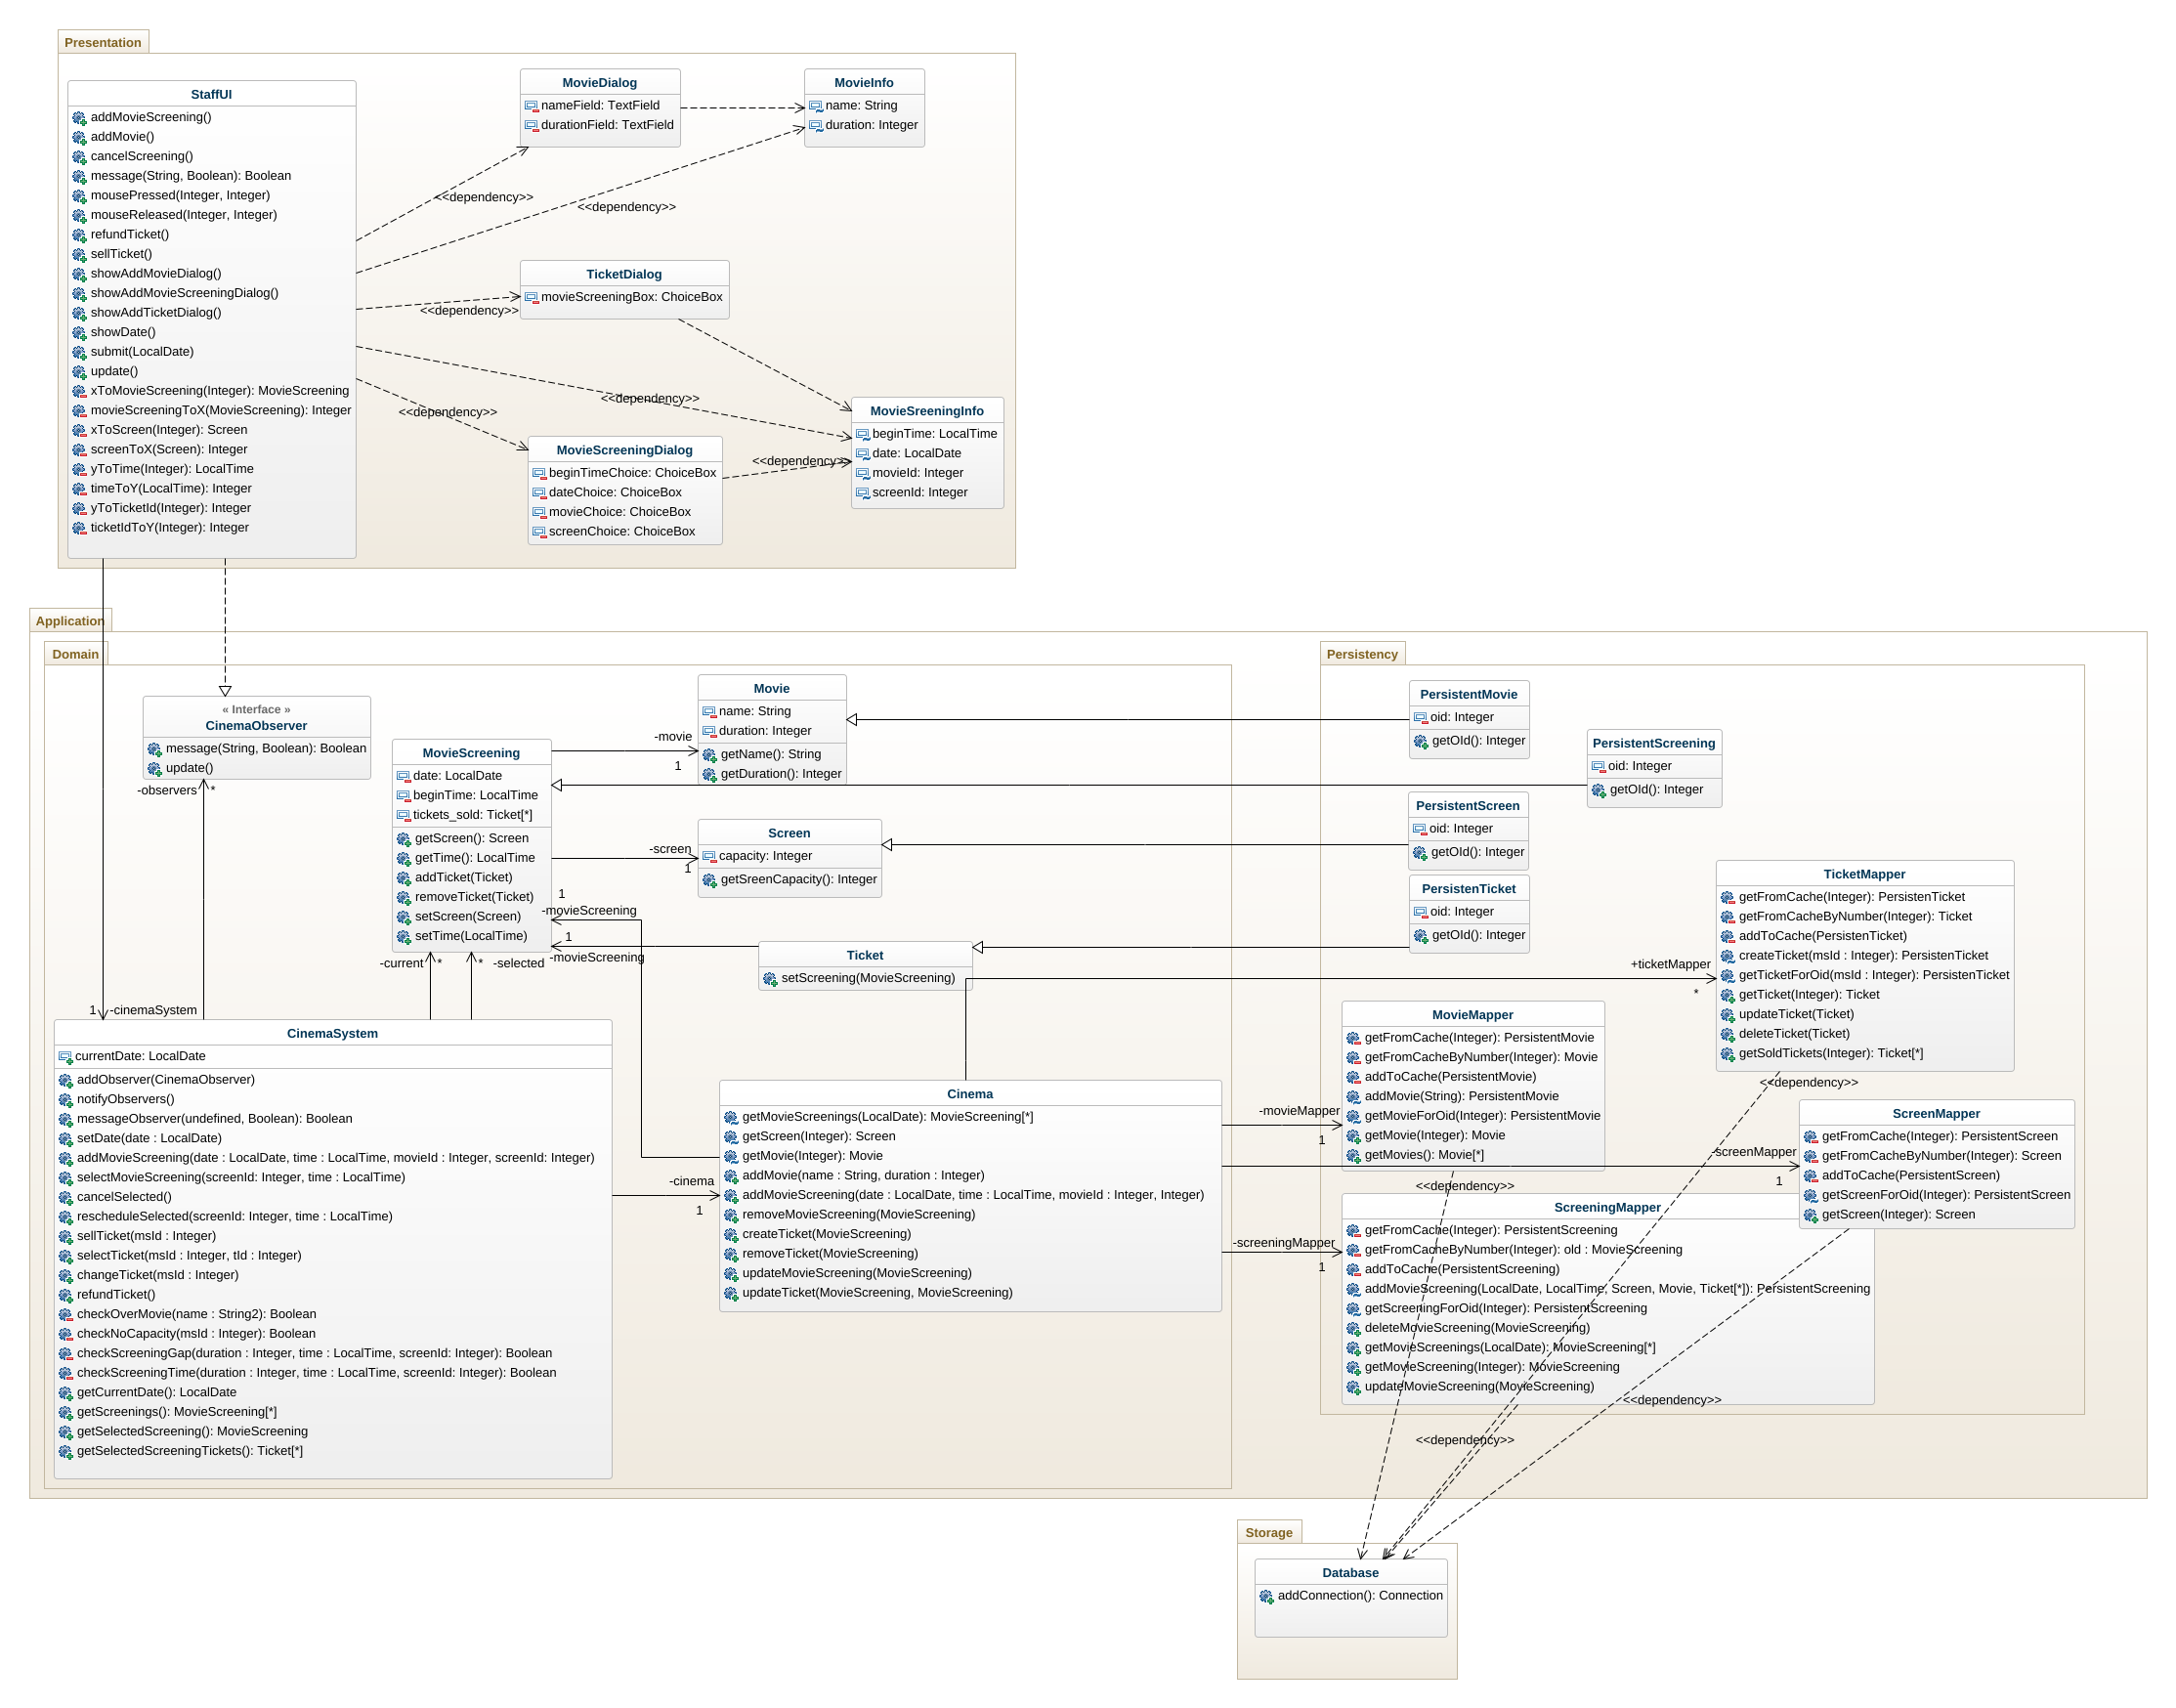 Presentation
StaffUI
addMovieScreening()
addMovie()
cancelScreening()
message(String, Boolean): Boolean
mousePressed(Integer, Integer)
mouseReleased(Integer, Integer)
refundTicket()
sellTicket()
showAddMovieDialog()
showAddMovieScreeningDialog()
showAddTicketDialog()
showDate()
submit(LocalDate)
update()
xToMovieScreening(Integer): MovieScreening
movieScreeningToX(MovieScreening): Integer
xToScreen(Integer): Screen
screenToX(Screen): Integer
yToTime(Integer): LocalTime
timeToY(LocalTime): Integer
yToTicketId(Integer): Integer
ticketIdToY(Integer): Integer
MovieDialog
nameField: TextField
durationField: TextField
MovieInfo
name: String
duration: Integer
<<dependency>>
<<dependency>>
TicketDialog
movieScreeningBox: ChoiceBox
<<dependency>>
<<dependency>>
<<dependency>>
MovieSreeningInfo
beginTime: LocalTime
date: LocalDate
movieId: Integer
screenId: Integer
MovieScreeningDialog
beginTimeChoice: ChoiceBox
dateChoice: ChoiceBox
movieChoice: ChoiceBox
screenChoice: ChoiceBox
<<dependency>>
Application
Domain
« Interface »
CinemaObserver
message(String, Boolean): Boolean
update()
-observers
*
MovieScreening
date: LocalDate
beginTime: LocalTime
tickets_sold: Ticket[*]
getScreen(): Screen
getTime(): LocalTime
addTicket(Ticket)
removeTicket(Ticket)
setScreen(Screen)
setTime(LocalTime)
-movie
1
Movie
name: String
duration: Integer
getName(): String
getDuration(): Integer
-screen
1
Screen
capacity: Integer
getSreenCapacity(): Integer
1
-movieScreening
1
-movieScreening
Ticket
setScreening(MovieScreening)
-current
*
*
-selected
1
-cinemaSystem
CinemaSystem
currentDate: LocalDate
addObserver(CinemaObserver)
notifyObservers()
messageObserver(undefined, Boolean): Boolean
setDate(date : LocalDate)
addMovieScreening(date : LocalDate, time : LocalTime, movieId : Integer, screenId: Integer)
selectMovieScreening(screenId: Integer, time : LocalTime)
cancelSelected()
rescheduleSelected(screenId: Integer, time : LocalTime)
sellTicket(msId : Integer)
selectTicket(msId : Integer, tId : Integer)
changeTicket(msId : Integer)
refundTicket()
checkOverMovie(name : String2): Boolean
checkNoCapacity(msId : Integer): Boolean
checkScreeningGap(duration : Integer, time : LocalTime, screenId: Integer): Boolean
checkScreeningTime(duration : Integer, time : LocalTime, screenId: Integer): Boolean
getCurrentDate(): LocalDate
getScreenings(): MovieScreening[*]
getSelectedScreening(): MovieScreening
getSelectedScreeningTickets(): Ticket[*]
-cinema
1
Cinema
getMovieScreenings(LocalDate): MovieScreening[*]
getScreen(Integer): Screen
getMovie(Integer): Movie
addMovie(name : String, duration : Integer)
addMovieScreening(date : LocalDate, time : LocalTime, movieId : Integer, Integer)
removeMovieScreening(MovieScreening)
createTicket(MovieScreening)
removeTicket(MovieScreening)
updateMovieScreening(MovieScreening)
updateTicket(MovieScreening, MovieScreening)
Persistency
PersistentMovie
oid: Integer
getOId(): Integer
PersistentScreening
oid: Integer
getOId(): Integer
PersistentScreen
oid: Integer
getOId(): Integer
PersistenTicket
oid: Integer
getOId(): Integer
+ticketMapper
*
TicketMapper
getFromCache(Integer): PersistenTicket
getFromCacheByNumber(Integer): Ticket
addToCache(PersistenTicket)
createTicket(msId : Integer): PersistenTicket
getTicketForOid(msId : Integer): PersistenTicket
getTicket(Integer): Ticket
updateTicket(Ticket)
deleteTicket(Ticket)
getSoldTickets(Integer): Ticket[*]
<<dependency>>
-movieMapper
1
MovieMapper
getFromCache(Integer): PersistentMovie
getFromCacheByNumber(Integer): Movie
addToCache(PersistentMovie)
addMovie(String): PersistentMovie
getMovieForOid(Integer): PersistentMovie
getMovie(Integer): Movie
getMovies(): Movie[*]
<<dependency>>
-screenMapper
1
ScreenMapper
getFromCache(Integer): PersistentScreen
getFromCacheByNumber(Integer): Screen
addToCache(PersistentScreen)
getScreenForOid(Integer): PersistentScreen
getScreen(Integer): Screen
-screeningMapper
1
ScreeningMapper
getFromCache(Integer): PersistentScreening
getFromCacheByNumber(Integer): old : MovieScreening
addToCache(PersistentScreening)
addMovieScreening(LocalDate, LocalTime, Screen, Movie, Ticket[*]): PersistentScreening
getScreeningForOid(Integer): PersistentScreening
deleteMovieScreening(MovieScreening)
getMovieScreenings(LocalDate): MovieScreening[*]
getMovieScreening(Integer): MovieScreening
updateMovieScreening(MovieScreening)
<<dependency>>
<<dependency>>
Storage
Database
addConnection(): Connection